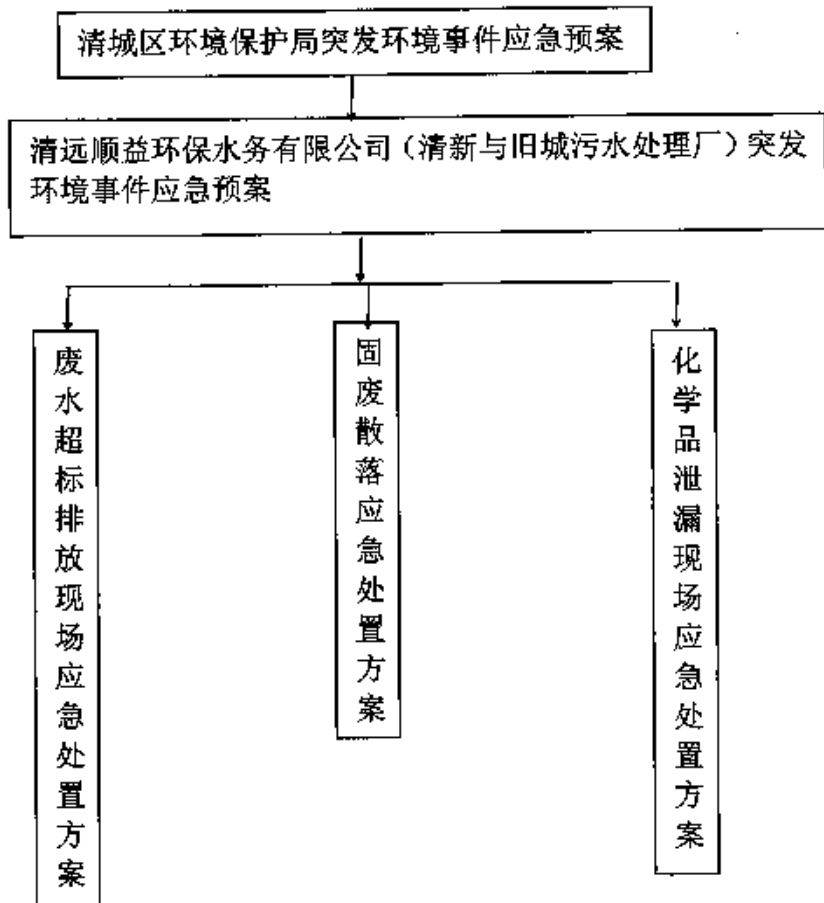 清城区环境保护局突发环境事件应急预案
清远顺益环保水务有限公司（清新与旧城污水处理厂）突发
环境事件应急预案
废水超标排放现场应急处置方案
固废散落应急处置方案
化学品泄漏现场应急处置方案